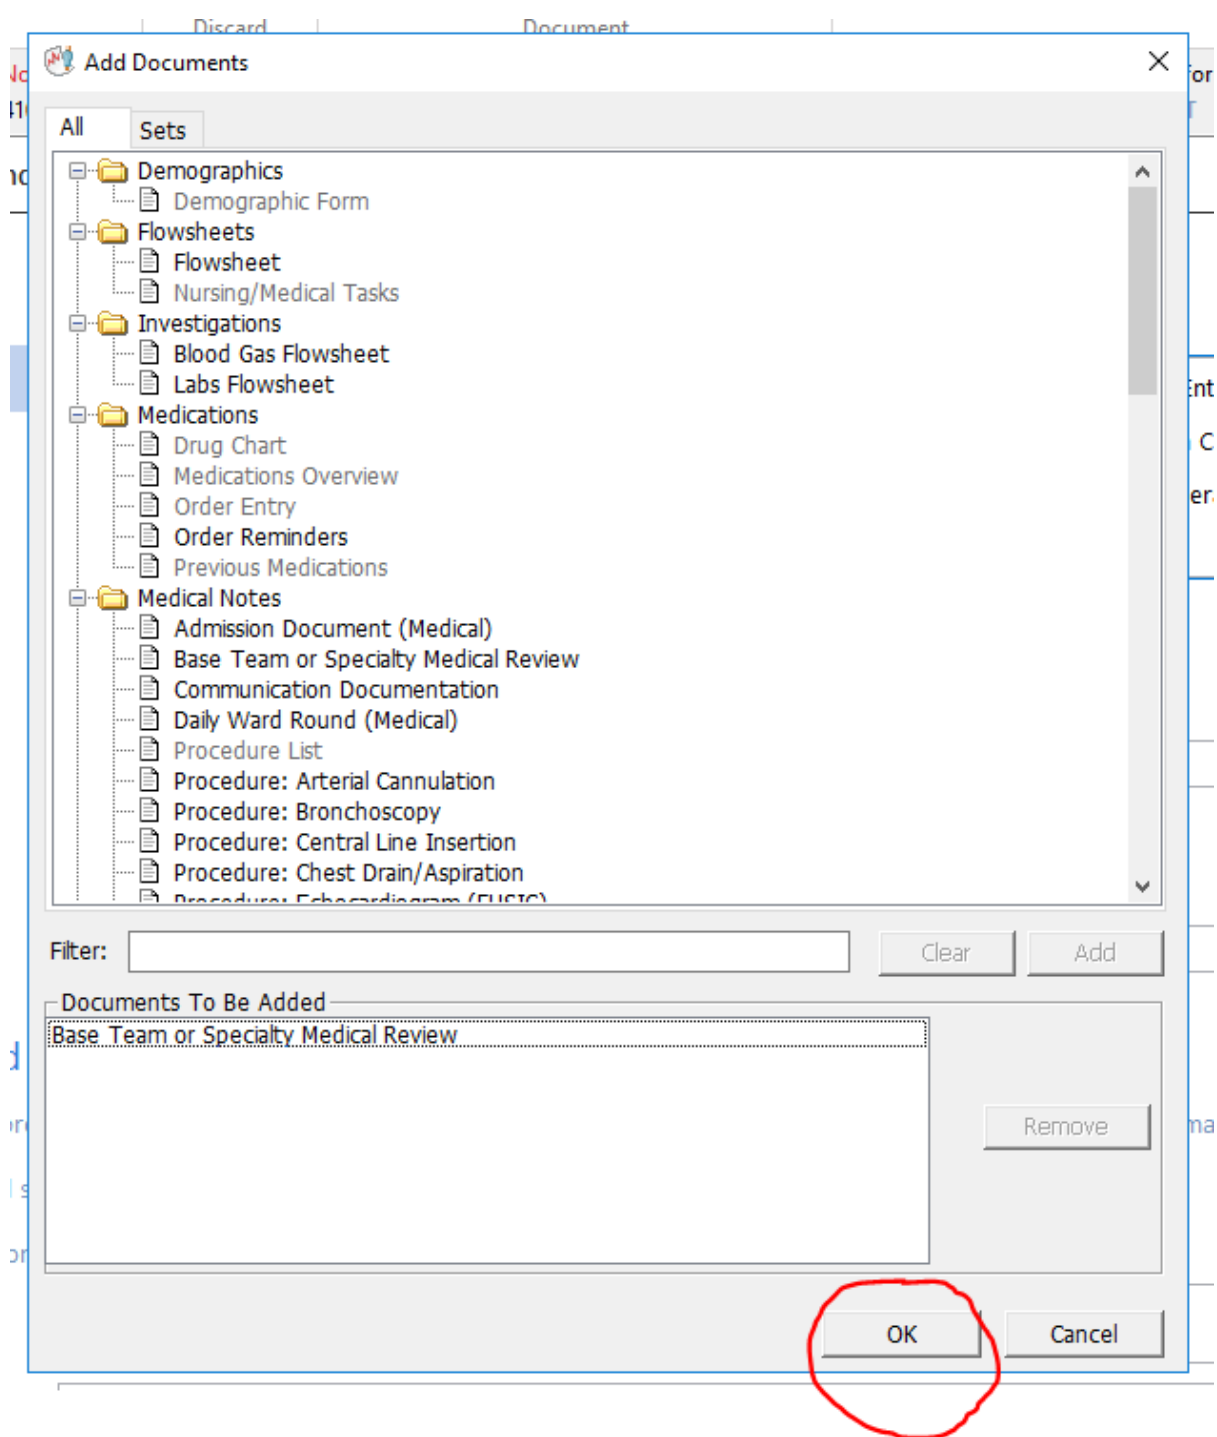 Discard Document
Add Documents
All Sets
Demographics
Demographic Form
Flowsheets
Flowsheet
Nursing/Medical Tasks
Investigations
Blood Gas Flowsheet
Labs Flowsheet
Medications
Drug Chart
Medications Overview
Order Entry
Order Reminders
Previous Medications
Medical Notes
Admission Document (Medical)
Base Team or Specialty Medical Review
Communication Documentation
Daily Ward Round (Medical)
Procedure List
Procedure: Arterial Cannulation
Procedure: Bronchoscopy
Procedure: Central Line Insertion
Procedure: Chest Drain/Aspiration
Procedure: Echocardiogram (FUSIC)
Filter: Clear Add
Documents To Be Added
Base Team or Specialty Medical Review
Remove
OK Cancel